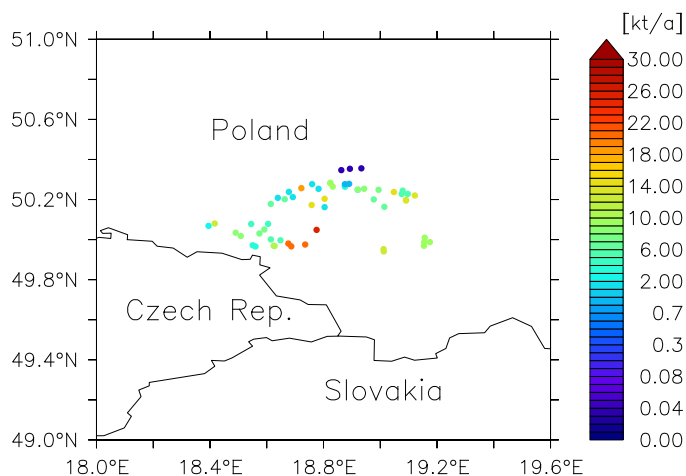 [kt/a]
51.0°N
50.6°N
50.2°N
49.8°N
49.4°N
49.0°N
Poland
Czech Rep.
Slovakia
18.0°E 18.4°E 18.8°E 19.2°E 19.6°E
30.00
26.00
22.00
18.00
14.00
10.00
6.00
2.00
0.7
0.3
0.08
0.04
0.00